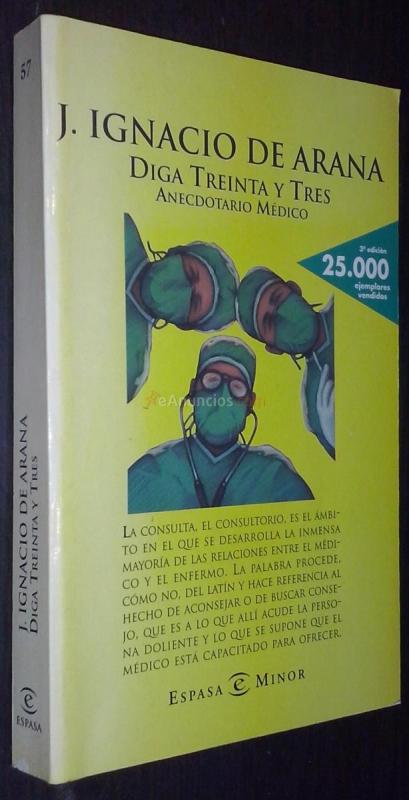 57
J. IGNACIO DE ARANA
DIGA TREINTA Y TRES
ESPASA
J. IGNACIO DE ARANA
DIGA TREINTA Y TRES
ANECDOTARIO MÉDICO
3ª edición
25.000
ejemplares
vendidos
eAnuncios.com
LA CONSULTA, EL CONSULTORIO, ES EL ÁMBI-
TO EN EL QUE SE DESARROLLA LA INMENSA
MAYORÍA DE LAS RELACIONES ENTRE EL MÉDI-
CO Y EL ENFERMO. LA PALABRA PROCEDE,
CÓMO NO, DEL LATÍN Y HACE REFERENCIA AL
HECHO DE ACONSEJAR O DE BUSCAR CONSE-
JO, QUE ES A LO QUE ALLÍ ACUDE LA PERSO-
NA DOLIENTE Y LO QUE SE SUPONE QUE EL
MÉDICO ESTÁ CAPACITADO PARA OFRECER.
ESPASA e MINOR